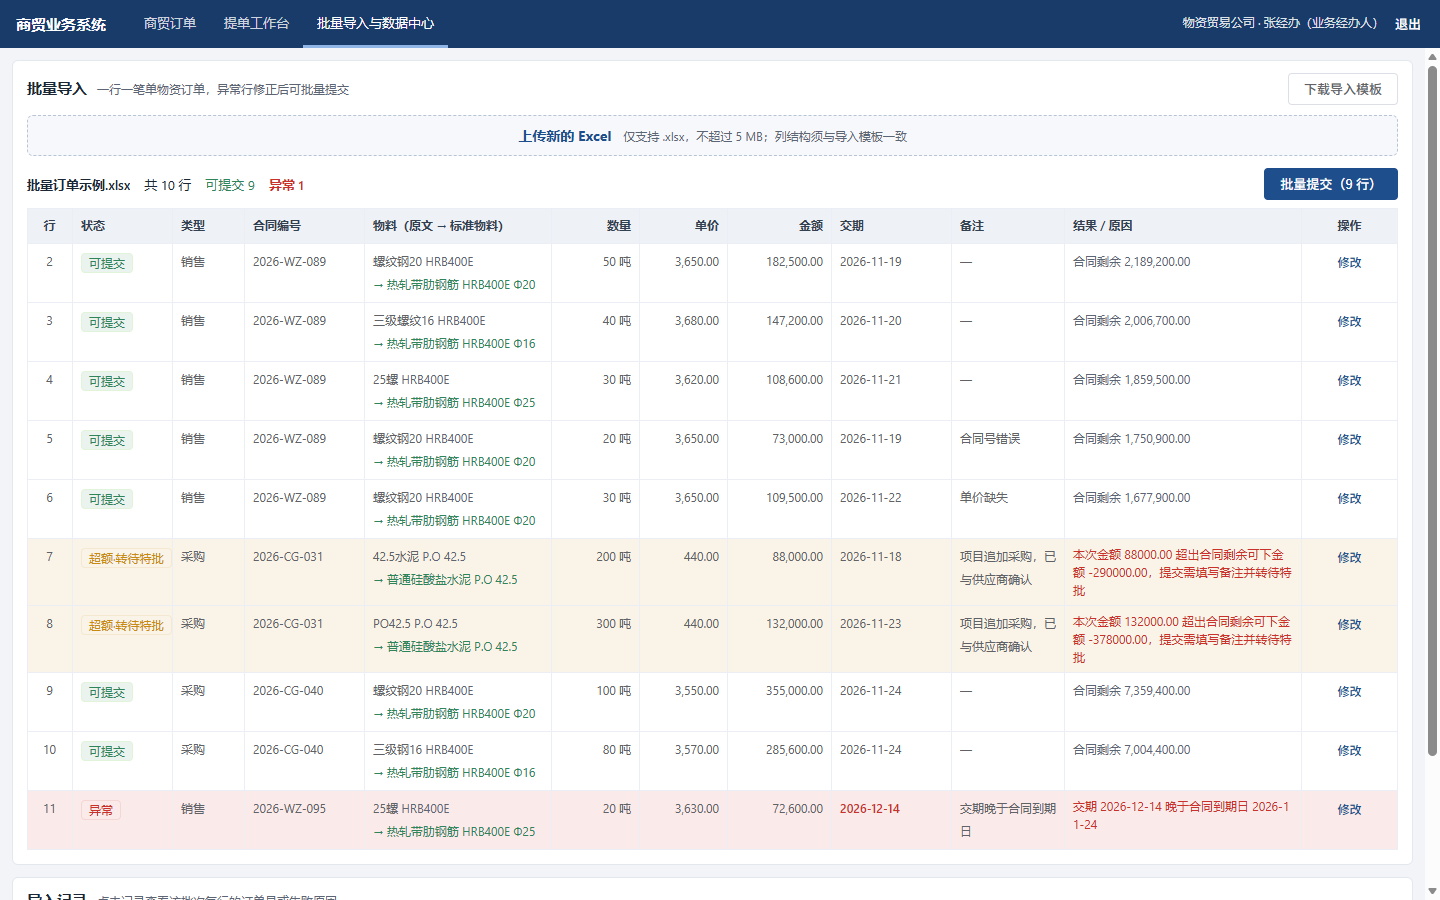 商贸业务系统 商贸订单 提单工作台 批量导入与数据中心 物资贸易公司 · 张经办（业务经办人） 退出
批量导入 一行一笔单物资订单，异常行修正后可批量提交 下载导入模板
上传新的 Excel 仅支持 .xlsx，不超过 5 MB；列结构须与导入模板一致
批量订单示例.xlsx 共 10 行 可提交 9 异常 1 批量提交（9 行）
行 状态 类型 合同编号 物料（原文 → 标准物料） 数量 单价 金额 交期 备注 结果 / 原因 操作
2 可提交 销售 2026-WZ-089 螺纹钢20 HRB400E 50 吨 3,650.00 182,500.00 2026-11-19 — 合同剩余 2,189,200.00 修改
→ 热轧带肋钢筋 HRB400E Φ20
3 可提交 销售 2026-WZ-089 三级螺纹16 HRB400E 40 吨 3,680.00 147,200.00 2026-11-20 — 合同剩余 2,006,700.00 修改
→ 热轧带肋钢筋 HRB400E Φ16
4 可提交 销售 2026-WZ-089 25螺 HRB400E 30 吨 3,620.00 108,600.00 2026-11-21 — 合同剩余 1,859,500.00 修改
→ 热轧带肋钢筋 HRB400E Φ25
5 可提交 销售 2026-WZ-089 螺纹钢20 HRB400E 20 吨 3,650.00 73,000.00 2026-11-19 合同号错误 合同剩余 1,750,900.00 修改
→ 热轧带肋钢筋 HRB400E Φ20
6 可提交 销售 2026-WZ-089 螺纹钢20 HRB400E 30 吨 3,650.00 109,500.00 2026-11-22 单价缺失 合同剩余 1,677,900.00 修改
→ 热轧带肋钢筋 HRB400E Φ20
7 超额·转待特批 采购 2026-CG-031 42.5水泥 P.O 42.5 200 吨 440.00 88,000.00 2026-11-18 项目追加采购，已 本次金额 88000.00 超出合同剩余可下金 修改
→ 普通硅酸盐水泥 P.O 42.5 与供应商确认 额 -290000.00，提交需填写备注并转待特
批
8 超额·转待特批 采购 2026-CG-031 PO42.5 P.O 42.5 300 吨 440.00 132,000.00 2026-11-23 项目追加采购，已 本次金额 132000.00 超出合同剩余可下金 修改
→ 普通硅酸盐水泥 P.O 42.5 与供应商确认 额 -378000.00，提交需填写备注并转待特
批
9 可提交 采购 2026-CG-040 螺纹钢20 HRB400E 100 吨 3,550.00 355,000.00 2026-11-24 — 合同剩余 7,359,400.00 修改
→ 热轧带肋钢筋 HRB400E Φ20
10 可提交 采购 2026-CG-040 三级钢16 HRB400E 80 吨 3,570.00 285,600.00 2026-11-24 — 合同剩余 7,004,400.00 修改
→ 热轧带肋钢筋 HRB400E Φ16
11 异常 销售 2026-WZ-095 25螺 HRB400E 20 吨 3,630.00 72,600.00 2026-12-14 交期晚于合同到期 交期 2026-12-14 晚于合同到期日 2026-1 修改
→ 热轧带肋钢筋 HRB400E Φ25 日 1-24
导入记录 点击记录查看该批次每行的订单号或失败原因